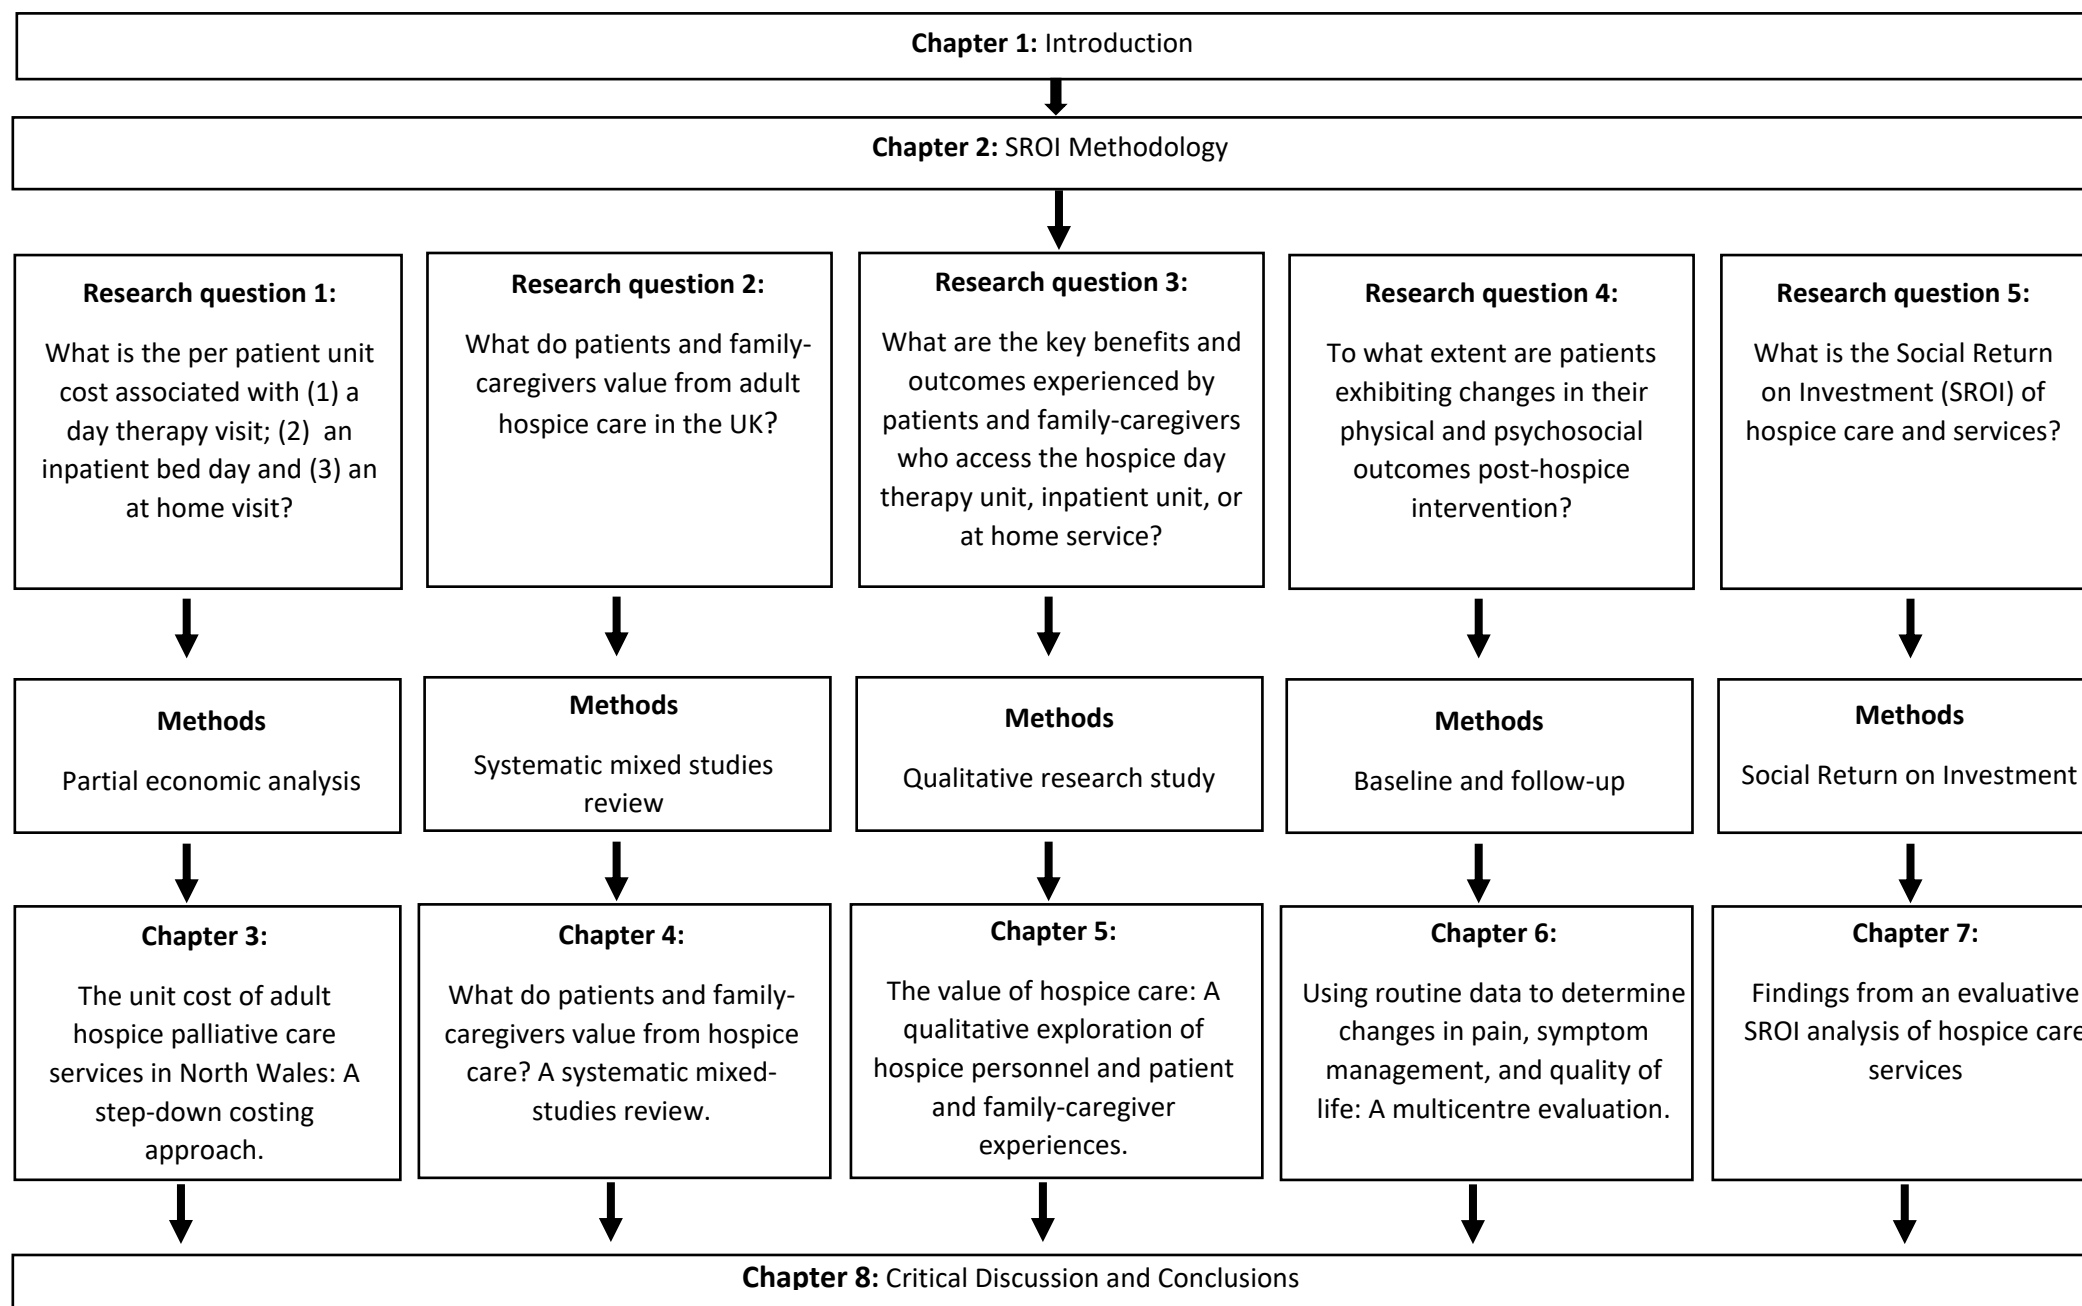 Chapter 1: Introduction
Chapter 2: SROI Methodology
Research question 1:
What is the per patient unit
cost associated with (1) a
day therapy visit; (2) an
inpatient bed day and (3) an
at home visit?
Research question 2:
What do patients and family-
caregivers value from adult
hospice care in the UK?
Research question 3:
What are the key benefits and
outcomes experienced by
patients and family-caregivers
who access the hospice day
therapy unit, inpatient unit, or
at home service?
Research question 4:
To what extent are patients
exhibiting changes in their
physical and psychosocial
outcomes post-hospice
intervention?
Research question 5:
What is the Social Return
on Investment (SROI) of
hospice care and services?
Methods
Partial economic analysis
Methods
Systematic mixed studies
review
Methods
Qualitative research study
Methods
Baseline and follow-up
Methods
Social Return on Investment
Chapter 3:
The unit cost of adult
hospice palliative care
services in North Wales: A
step-down costing
approach.
Chapter 4:
What do patients and family-
caregivers value from hospice
care? A systematic mixed-
studies review.
Chapter 5:
The value of hospice care: A
qualitative exploration of
hospice personnel and patient
and family-caregiver
experiences.
Chapter 6:
Using routine data to determine
changes in pain, symptom
management, and quality of
life: A multicentre evaluation.
Chapter 7:
Findings from an evaluative
SROI analysis of hospice care
services
Chapter 8: Critical Discussion and Conclusions